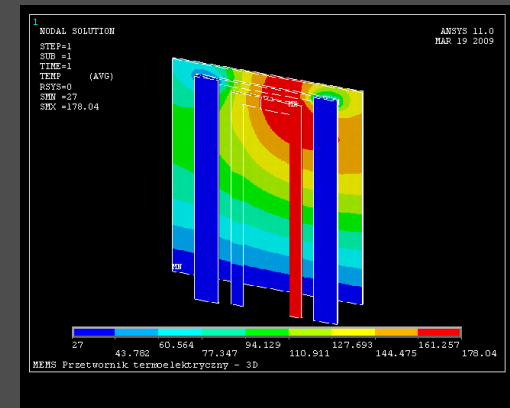 1
NODAL SOLUTION
STEP=1
SUB =1
TIME=1
TEMP (AVG)
RSYS=0
SMN =27
SMX =178.04
ANSYS 11.0
MAR 19 2009
MX
MN
27 60.564 94.129 127.693 161.257
43.782 77.347 110.911 144.475 178.04
MEMS Przetwornik termoelektryczny - 3D